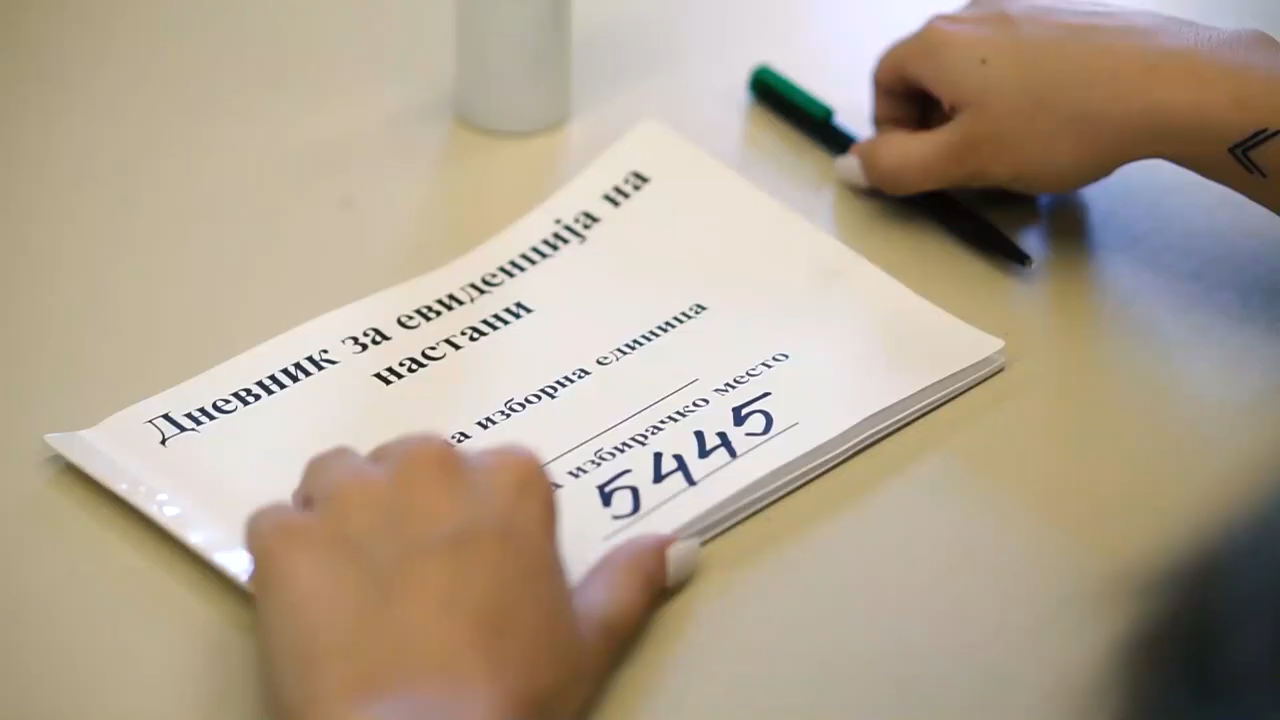 Дневник за евиденција на
настани
а изборна единица
избирачко место
5445